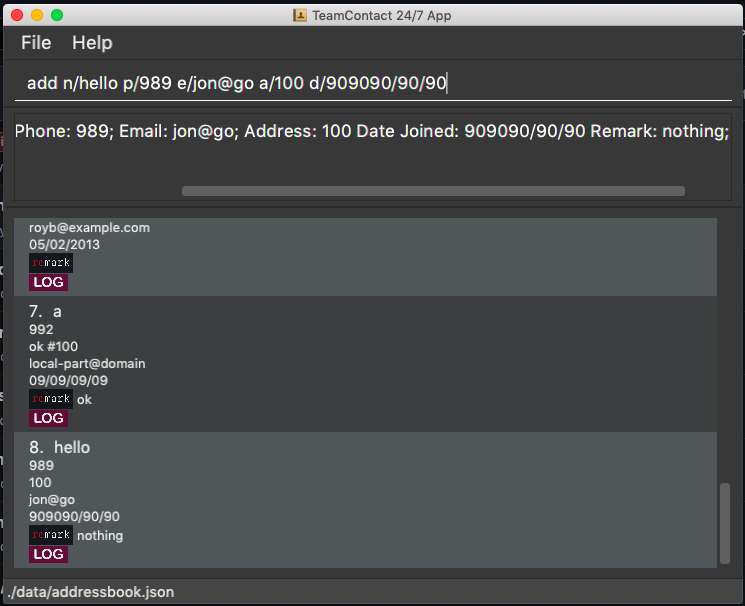 TeamContact 24/7 App
File Help
add n/hello p/989 e/jon@go a/100 d/909090/90/90
Phone: 989; Email: jon@go; Address: 100 Date Joined: 909090/90/90 Remark: nothing;
royb@example.com
05/02/2013
remark
LOG
7. a
992
ok #100
local-part@domain
09/09/09/09
remark ok
LOG
8. hello
989
100
jon@go
909090/90/90
remark nothing
LOG
./data/addressbook.json